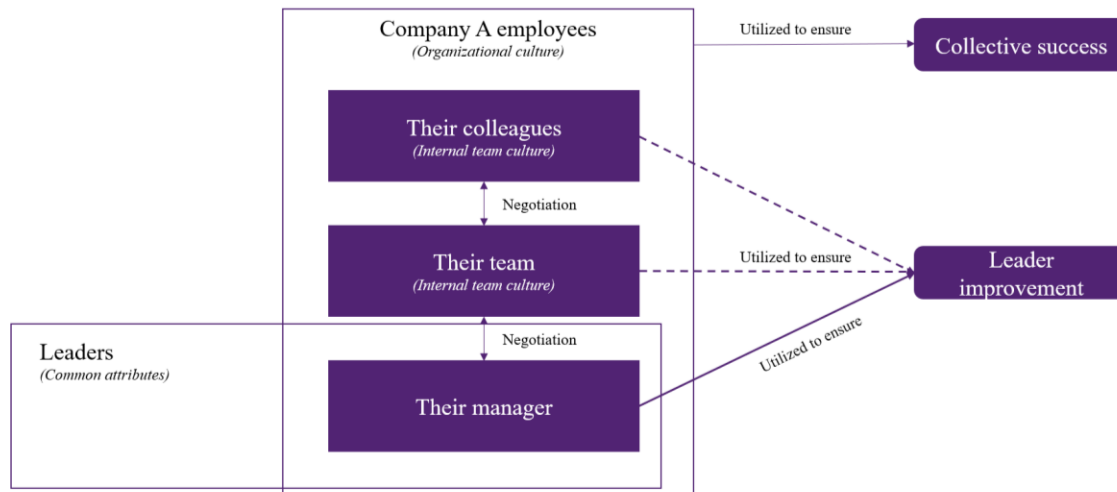 Company A employees
(Organizational culture)
Utilized to ensure
Collective success
Their colleagues
(Internal team culture)
Negotiation
Their team
(Internal team culture)
Utilized to ensure
Leader
improvement
Negotiation
Leaders
(Common attributes)
Utilized to ensure
Their manager